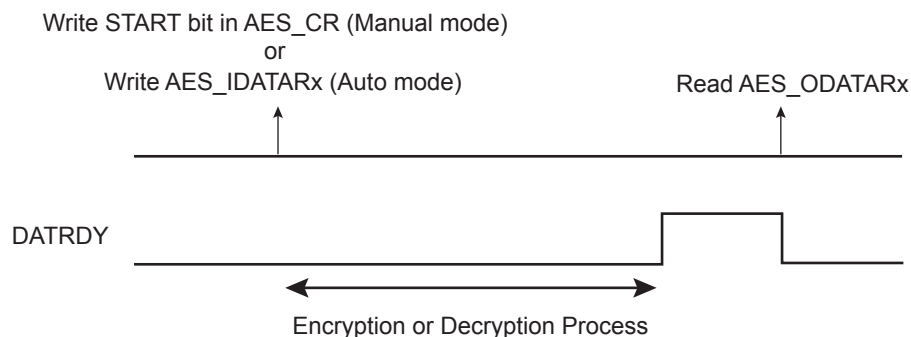 Write START bit in AES_CR (Manual mode)
or
Write AES_IDATARx (Auto mode)
Read AES_ODATARx
DATRDY
Encryption or Decryption Process